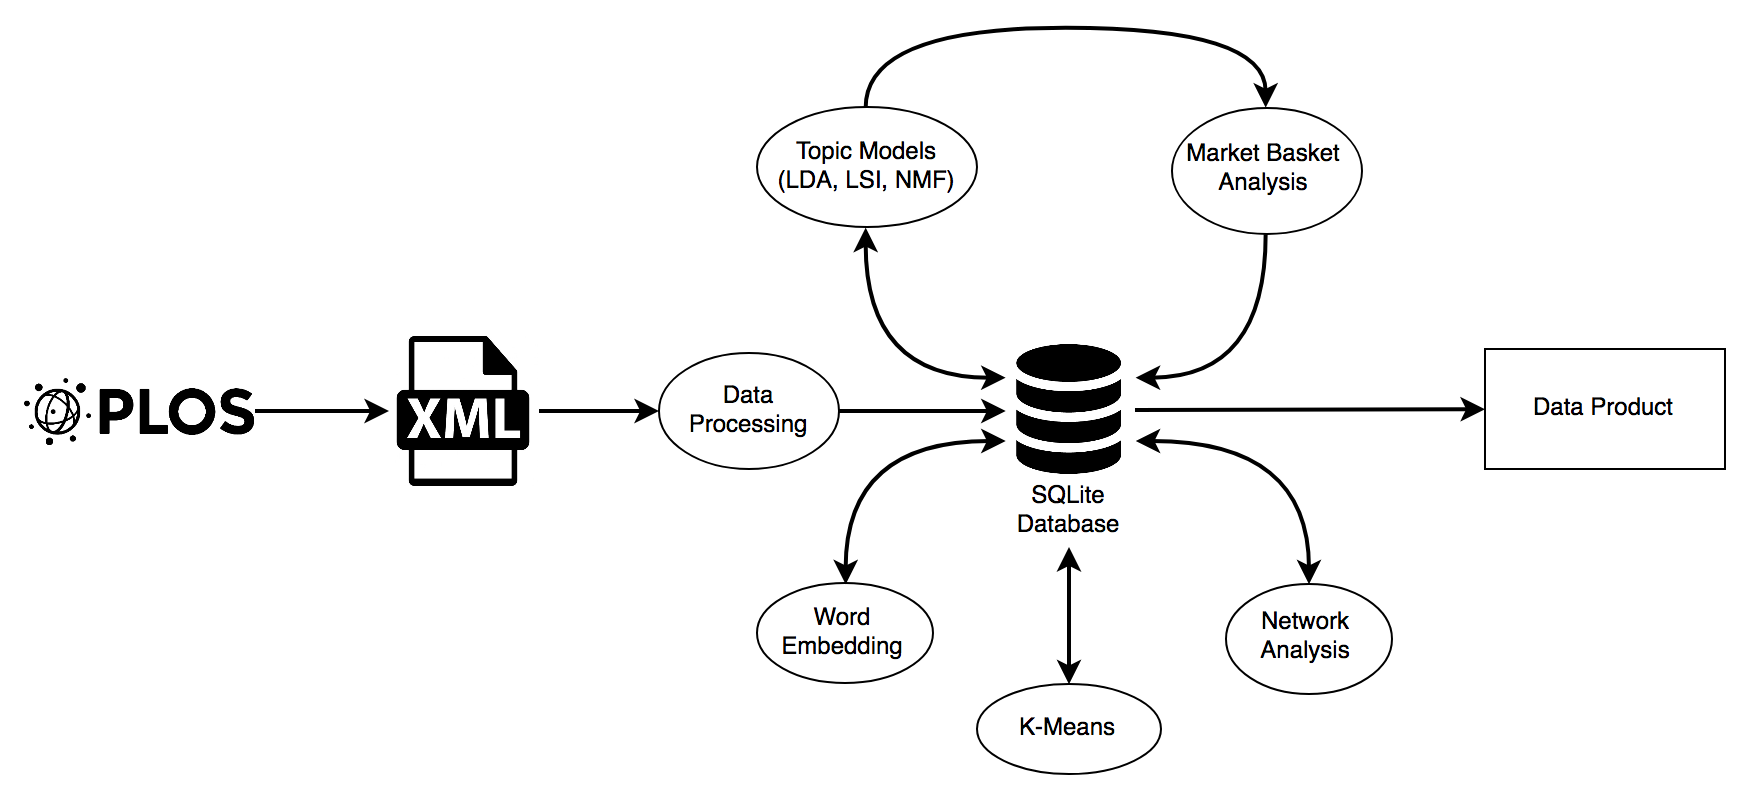 Topic Models
(LDA, LSI, NMF)
Market Basket
Analysis
PLOS
XML
Data
Processing
SQLite
Database
Data Product
Word
Embedding
Network
Analysis
K-Means